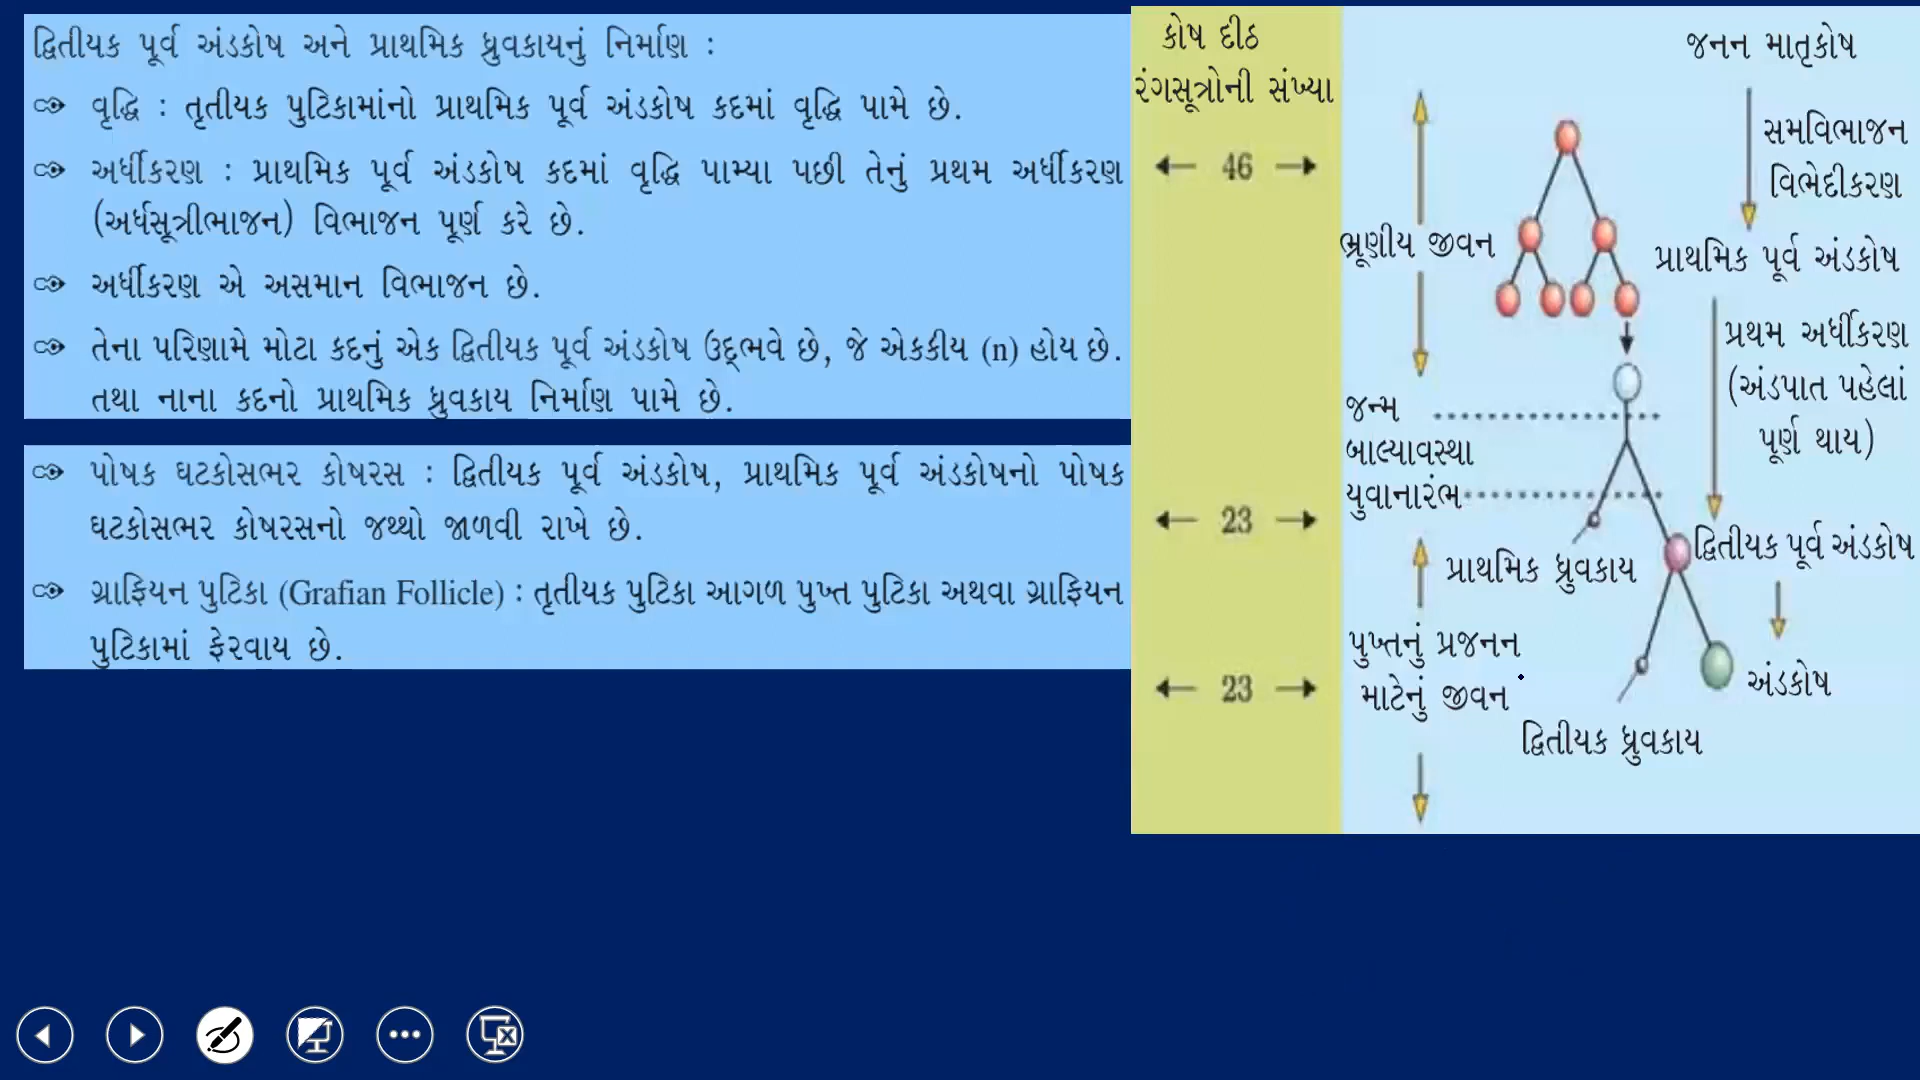 દ્વિતીયક પૂર્વ અંડકોષ અને પ્રાથમિક ધ્રુવકાયનું નિર્માણ :
વૃદ્ધિ : તૃતીયક પુટિકામાંનો પ્રાથમિક પૂર્વ અંડકોષ કદમાં વૃદ્ધિ પામે છે.
અર્ધીકરણ : પ્રાથમિક પૂર્વ અંડકોષ કદમાં વૃદ્ધિ પામ્યા પછી તેનું પ્રથમ અર્ધીકરણ
(અર્ધસૂત્રીભાજન) વિભાજન પૂર્ણ કરે છે.
અર્ધીકરણ એ અસમાન વિભાજન છે.
તેના પરિણામે મોટા કદનું એક દ્વિતીયક પૂર્વ અંડકોષ ઉદ્ભવે છે, જે એકકીય (n) હોય છે.
તથા નાના કદનો પ્રાથમિક ધ્રુવકાય નિર્માણ પામે છે.
પોષક ઘટકોસભર કોષરસ : દ્વિતીયક પૂર્વ અંડકોષ, પ્રાથમિક પૂર્વ અંડકોષનો પોષક
ઘટકોસભર કોષરસનો જથ્થો જાળવી રાખે છે.
ગ્રાફિયન પુટિકા (Grafian Follicle) : તૃતીયક પુટિકા આગળ પુખ્ત પુટિકા અથવા ગ્રાફિયન
પુટિકામાં ફેરવાય છે.
કોષ દીઠ
રંગસૂત્રોની સંખ્યા
46
23
23
ભ્રૂણીય જીવન
જન્મ
બાલ્યાવસ્થા
યુવાનારંભ
પુખ્તનું પ્રજનન
માટેનું જીવન
જનન માતૃકોષ
સમવિભાજન
વિભેદીકરણ
પ્રાથમિક પૂર્વ અંડકોષ
પ્રથમ અર્ધીકરણ
(અંડપાત પહેલાં
પૂર્ણ થાય)
પ્રાથમિક ધ્રુવકાય
દ્વિતીયક પૂર્વ અંડકોષ
અંડકોષ
દ્વિતીયક ધ્રુવકાય